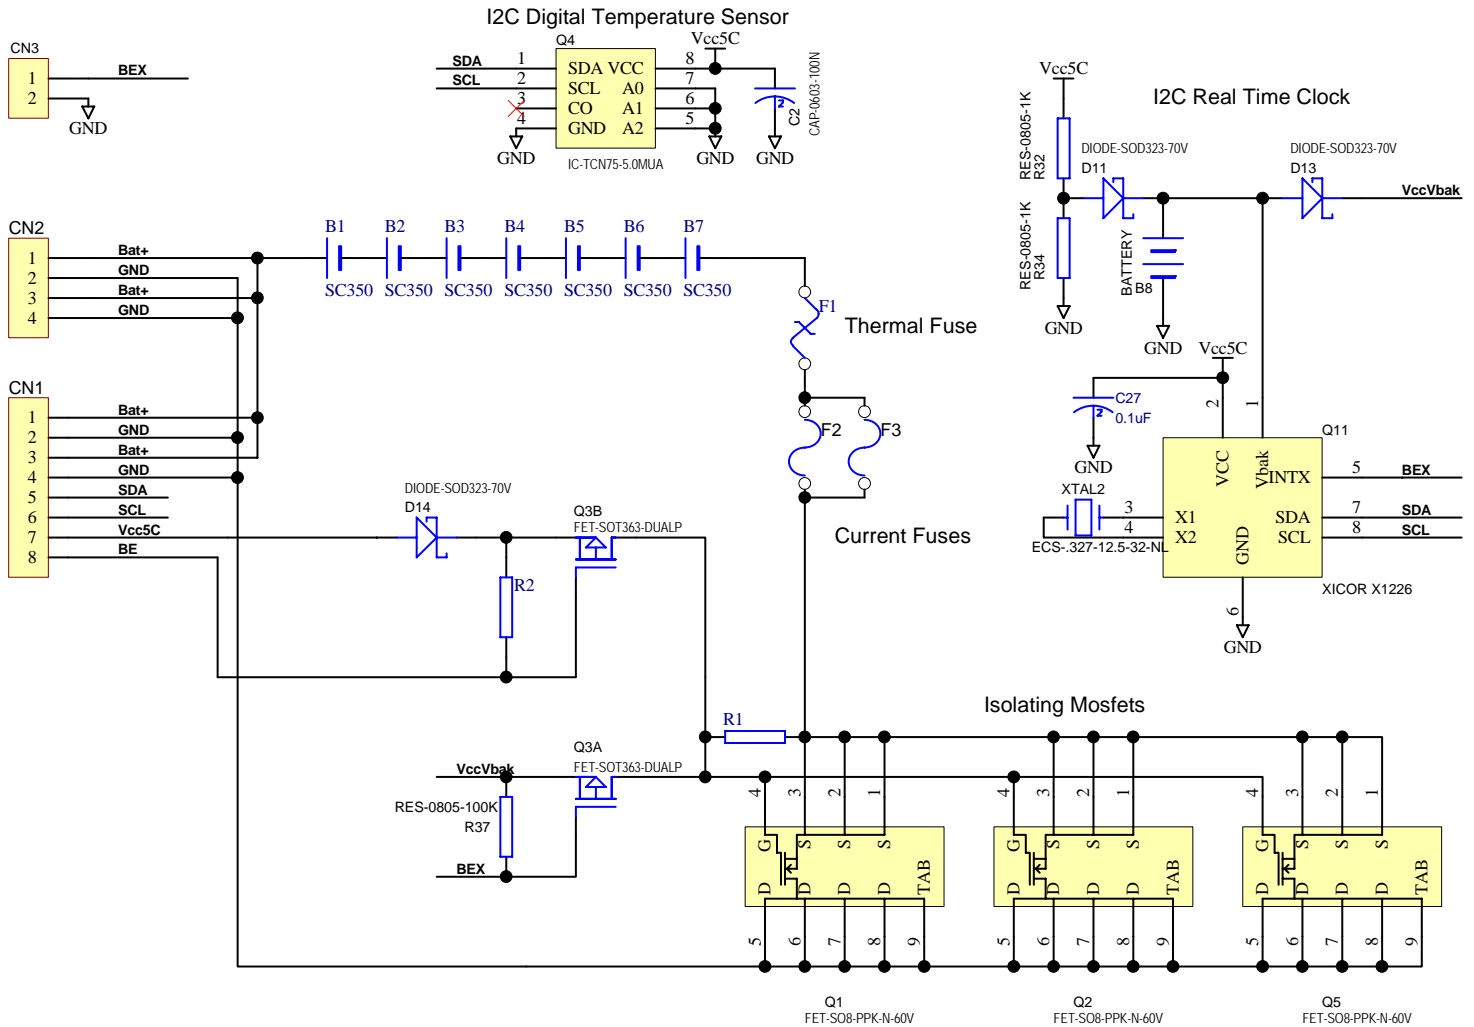 I2C Digital Temperature Sensor
CN3
1 BEX
2
GND
Q4
Vcc5C
SDA 1 SDA VCC 8
SCL 2 SCL A0 7
3 CO A1 6
4 GND A2 5
GND
GND
GND
C2
CAP-0603-100N
IC-TCN75-5.0MUA
Vcc5C
I2C Real Time Clock
RES-0805-1K
R32
RES-0805-1K
R34
GND
DIODE-SOD323-70V
D11
DIODE-SOD323-70V
D13
VccVbak
BATTERY
B8
GND
CN2
1 Bat+
2 GND
3 Bat+
4 GND
B1 B2 B3 B4 B5 B6 B7
SC350 SC350 SC350 SC350 SC350 SC350 SC350
F1
Thermal Fuse
F2
F3
Current Fuses
Vcc5C
C27
0.1uF
GND
2
1
Q11
VCC
Vbak
INTX 5 BEX
XTAL2
3 X1
4 X2
SDA 7 SDA
SCL 8 SCL
GND
ECS-.327-12.5-32-NL
XICOR X1226
6
GND
CN1
1 Bat+
2 GND
3 Bat+
4 GND
5 SDA
6 SCL
7 Vcc5C
8 BE
DIODE-SOD323-70V
D14
Q3B
FET-SOT363-DUALP
R2
Isolating Mosfets
R1
Q3A
FET-SOT363-DUALP
VccVbak
RES-0805-100K
R37
BEX
4 3 2 1
G S S S
D D D D TAB
5 6 7 8 9
Q1
FET-SO8-PPK-N-60V
4 3 2 1
G S S S
D D D D TAB
5 6 7 8 9
Q2
FET-SO8-PPK-N-60V
4 3 2 1
G S S S
D D D D TAB
5 6 7 8 9
Q5
FET-SO8-PPK-N-60V